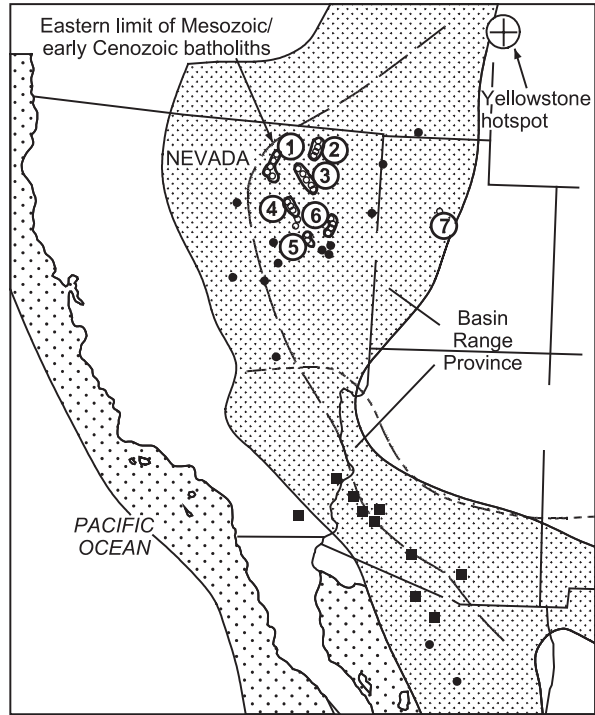 Eastern limit of Mesozoic/
early Cenozoic batholiths
Yellowstone
hotspot
NEVADA
1
2
3
4
6
5
7
Basin
Range
Province
PACIFIC
OCEAN